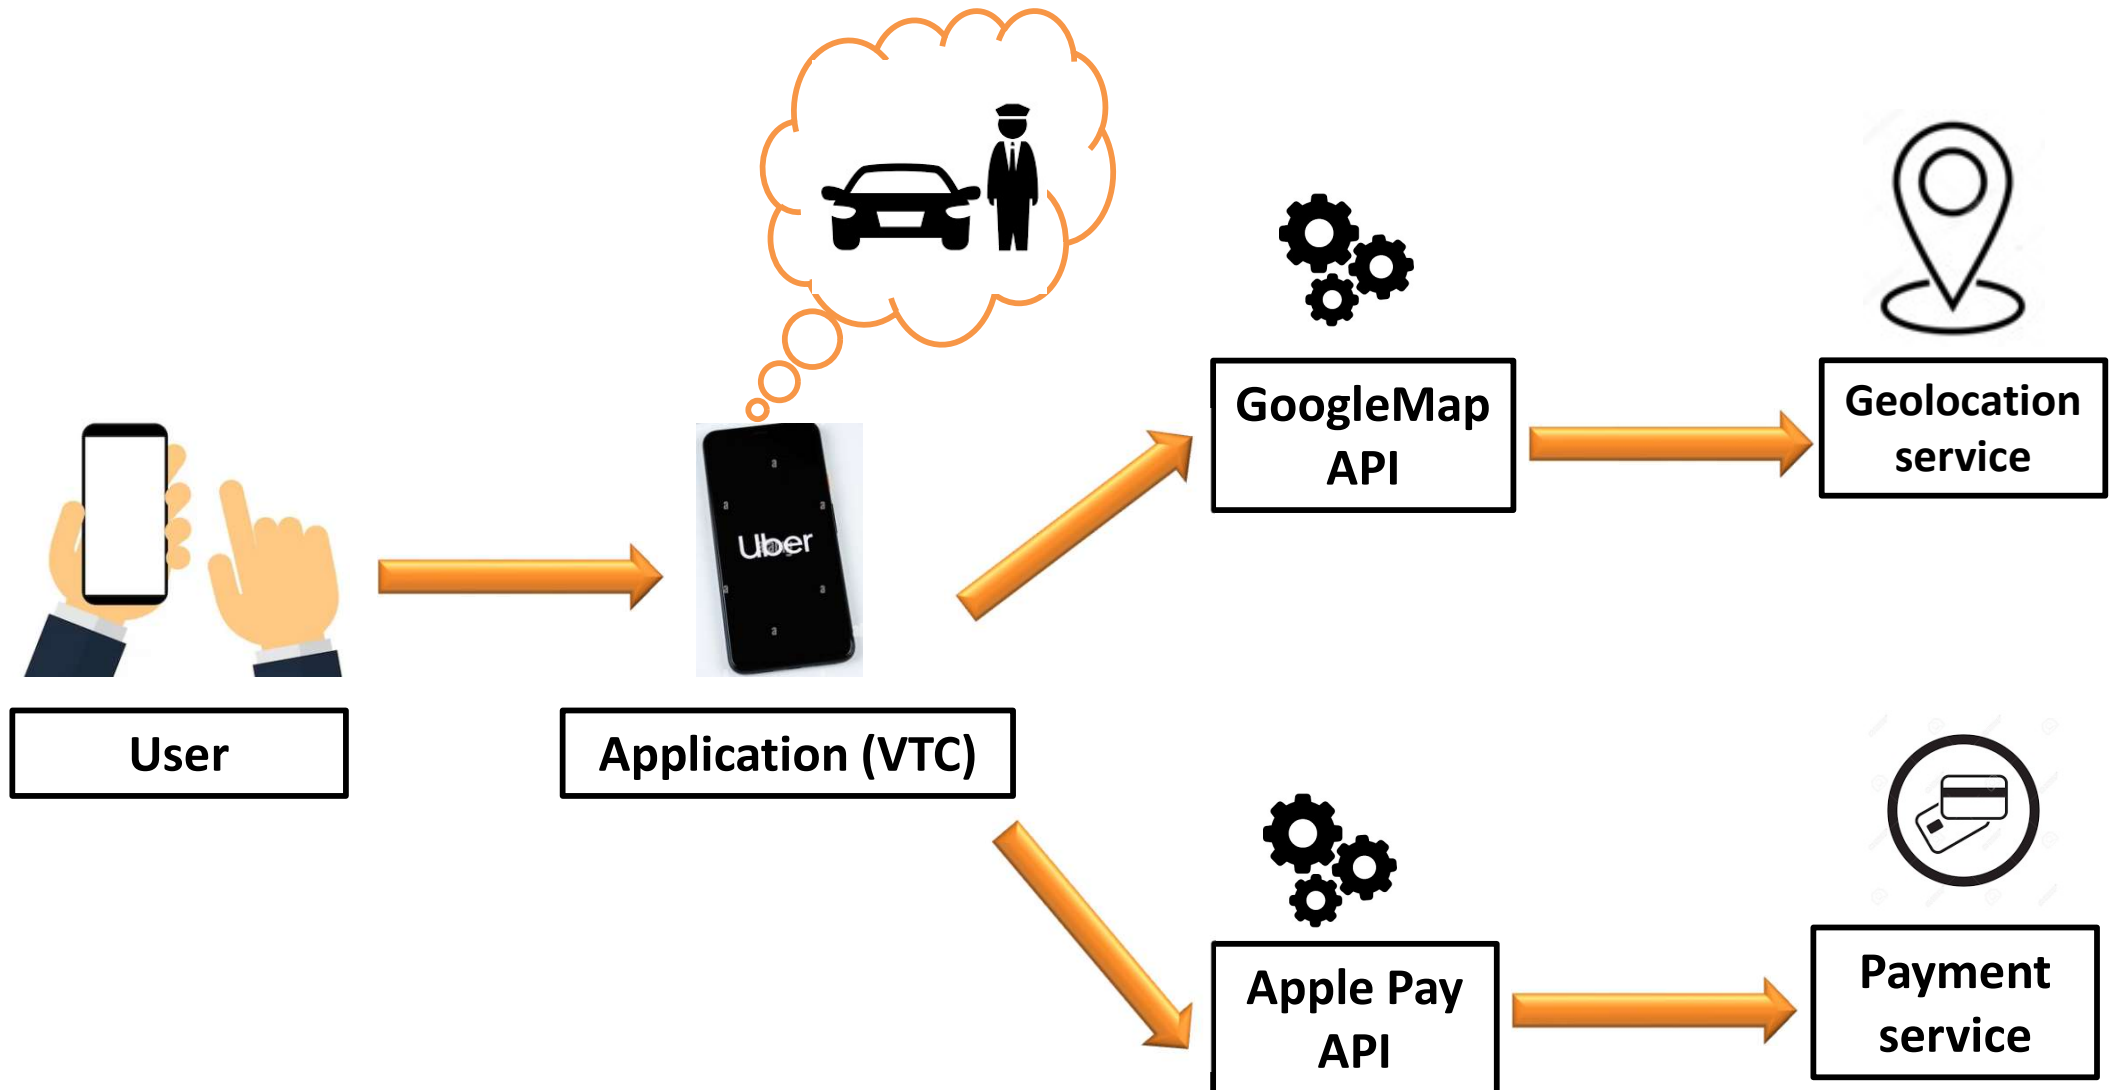 Uber
User
Application (VTC)
GoogleMap
API
Geolocation
service
Apple Pay
API
Payment
service